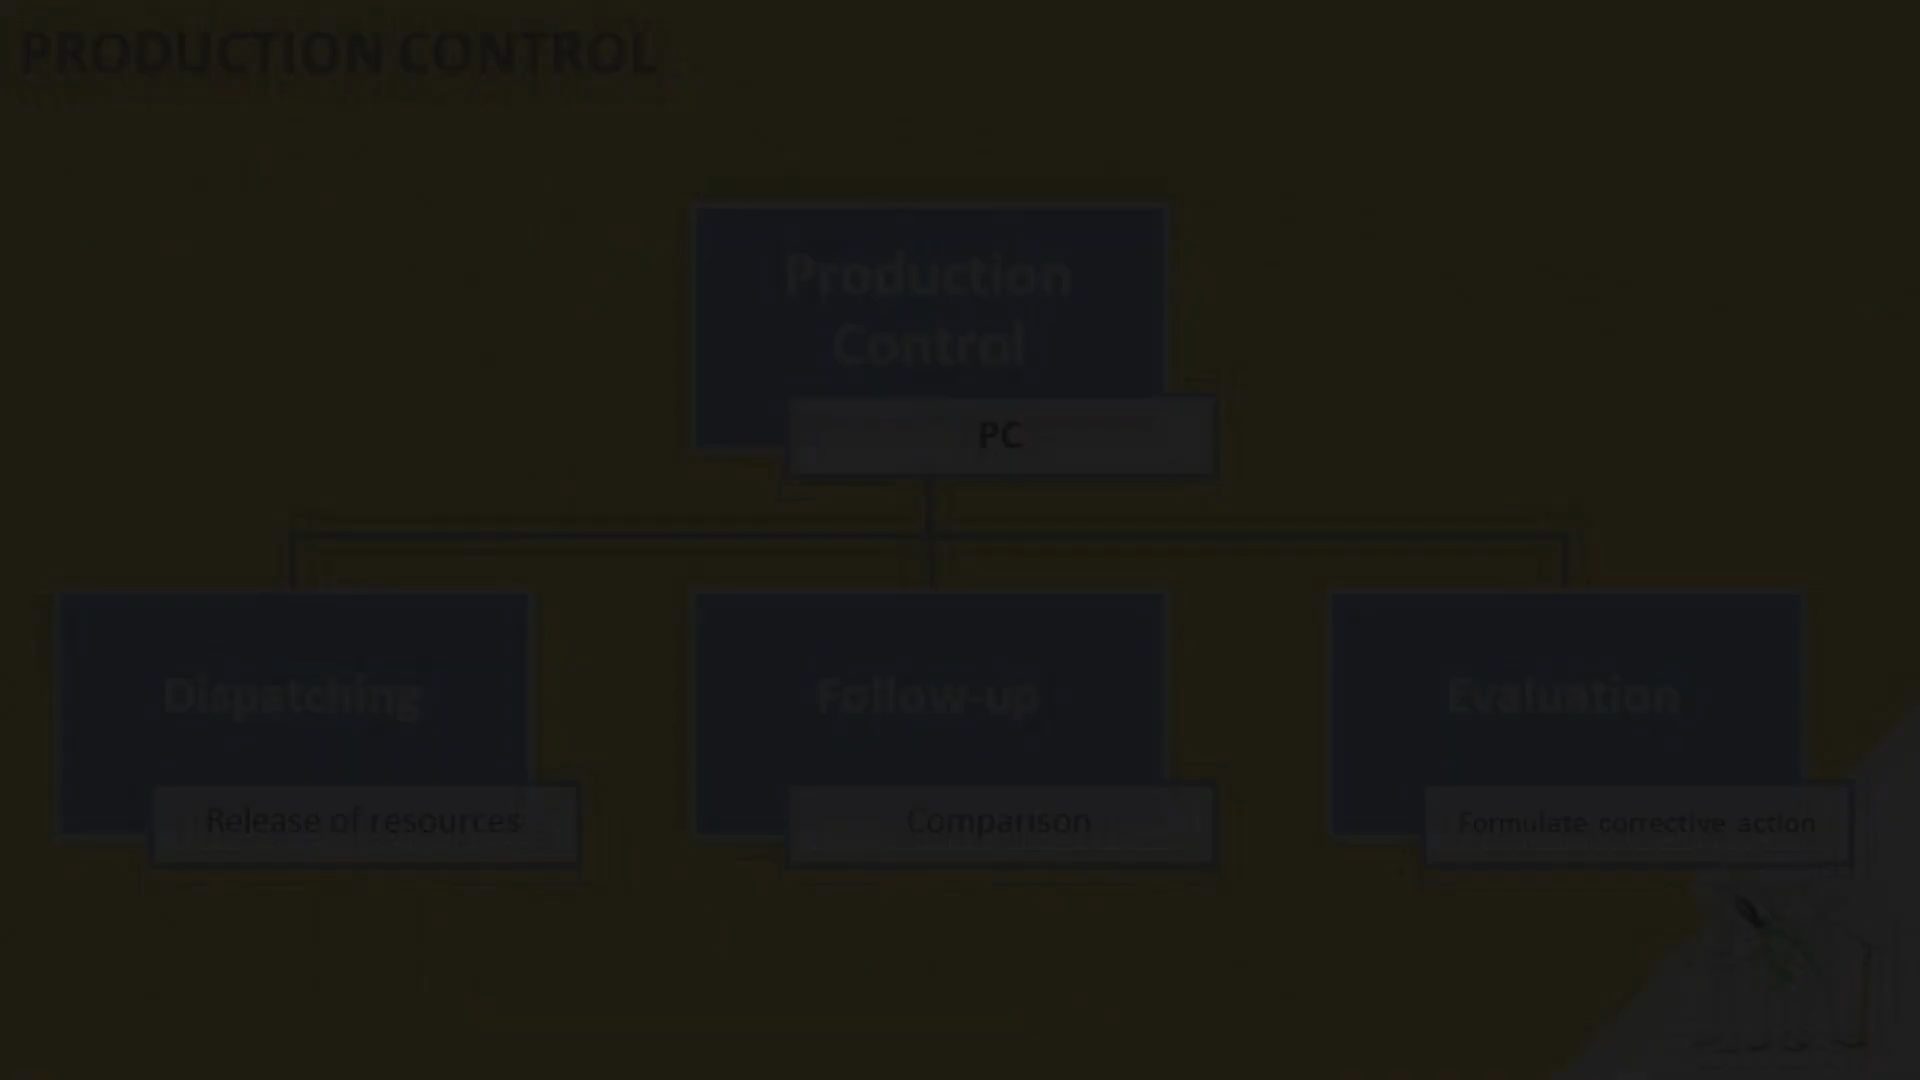 PRODUCTION CONTROL
Production
Control
PC
Dispatching
Release of resources
Follow-up
Comparison
Evaluation
Formulate corrective action